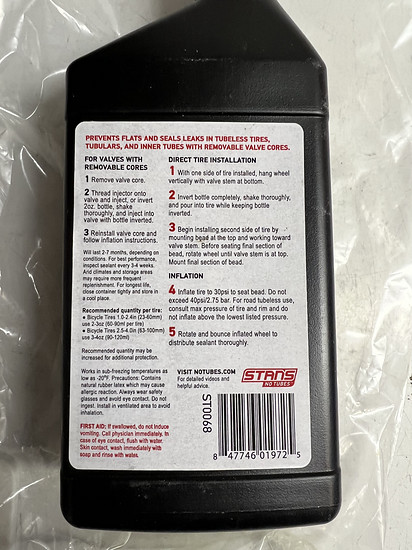 PREVENTS FLATS AND SEALS LEAKS IN TUBELESS TIRES,
TUBULARS, AND INNER TUBES WITH REMOVABLE VALVE CORES.
FOR VALVES WITH
REMOVABLE CORES
1 Remove valve core.
2 Thread injector onto
valve and inject, or invert
2oz. bottle, shake
thoroughly, and inject into
valve with bottle inverted.
3 Reinstall valve core and
follow inflation instructions.
Will last 2-7 months, depending on
conditions. For best performance,
inspect sealant every 3-4 weeks.
Arid climates and storage areas
may require more frequent
replenishment. For longest life,
close container tightly and store in
a cool place.
Recommended quantity per tire:
• Bicycle Tires 1.0-2.4in (23-60mm)
use 2-3oz (60-90ml per tire)
• Bicycle Tires 2.5-4.0in (63-100mm)
use 3-4oz (90-120ml)
Recommended quantity may be
increased for additional protection.
Works in sub-freezing temperatures as
low as -20°F. Precautions: Contains
natural rubber latex which may cause
allergic reaction. Always wear safety
glasses and avoid eye contact. Do not
ingest. Install in ventilated area to avoid
inhalation.
FIRST AID: If swallowed, do not induce
vomiting. Call physician immediately. In
case of eye contact, flush with water.
Skin contact, wash immediately with
soap and rinse with water.
DIRECT TIRE INSTALLATION
1 With one side of tire installed, hang wheel
vertically with valve stem at bottom.
2 Invert bottle completely, shake thoroughly,
and pour into tire while keeping bottle
inverted.
3 Begin installing second side of tire by
mounting bead at the top and working toward
valve stem. Before seating final section of
bead, rotate wheel until valve stem is at top.
Mount final section of bead.
INFLATION
4 Inflate tire to 30psi to seat bead. Do not
exceed 40psi/2.75 bar. For road tubeless use,
consult max pressure of tire and rim and do
not inflate above the lowest listed pressure.
5 Rotate and bounce inflated wheel to
distribute sealant thoroughly.
VISIT NOTUBES.COM
For detailed videos and
helpful advice.
STANS
NO TUBES
ST0068
8 47746 01972 5